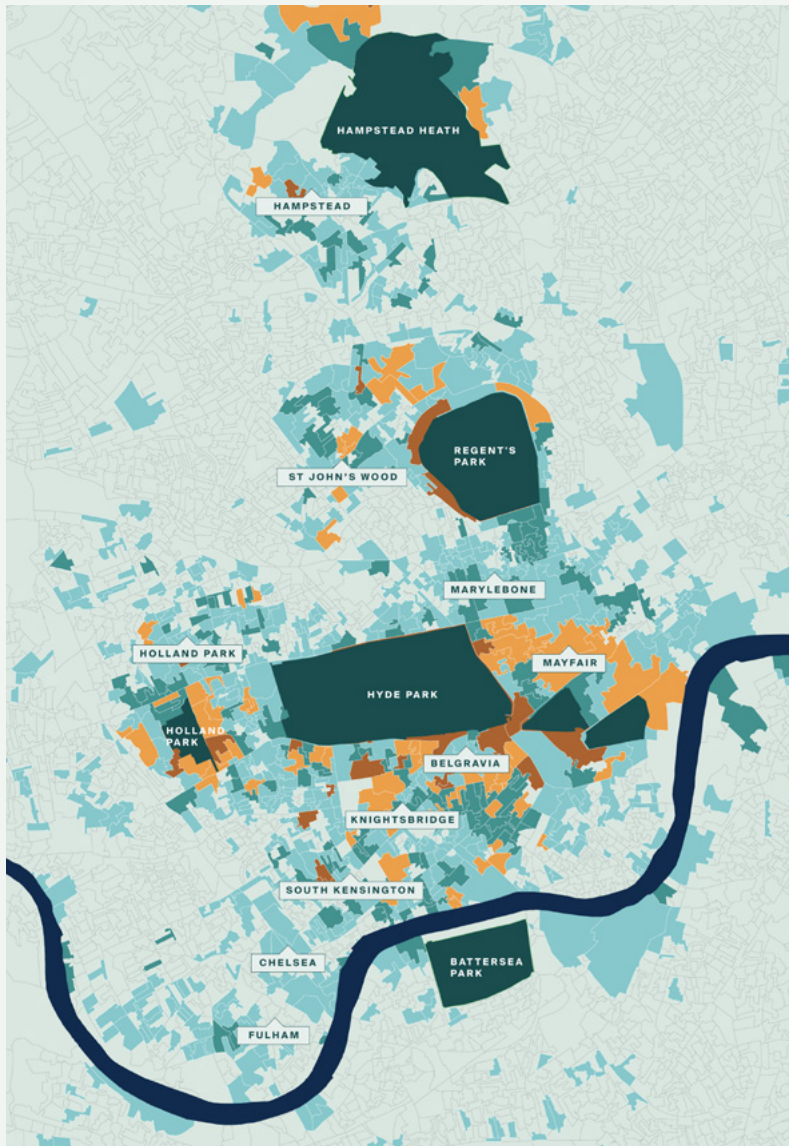 HAMPSTEAD HEATH
HAMPSTEAD
REGENT'S
PARK
ST JOHN'S WOOD
MARYLEBONE
HOLLAND PARK
MAYFAIR
HYDE PARK
HOLLAND
PARK
BELGRAVIA
KNIGHTSBRIDGE
SOUTH KENSINGTON
CHELSEA
BATTERSEA
PARK
FULHAM